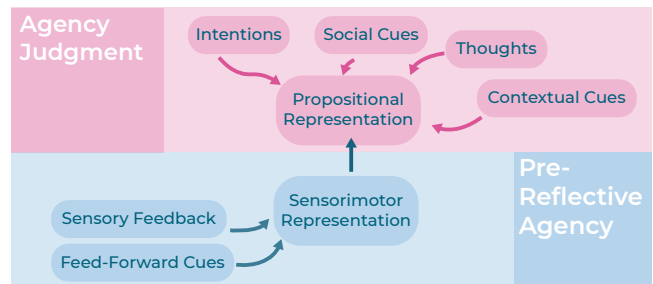 Agency
Judgment
Intentions
Social Cues
Thoughts
Propositional
Representation
Contextual Cues
Pre-
Reflective
Agency
Sensorimotor
Representation
Sensory Feedback
Feed-Forward Cues